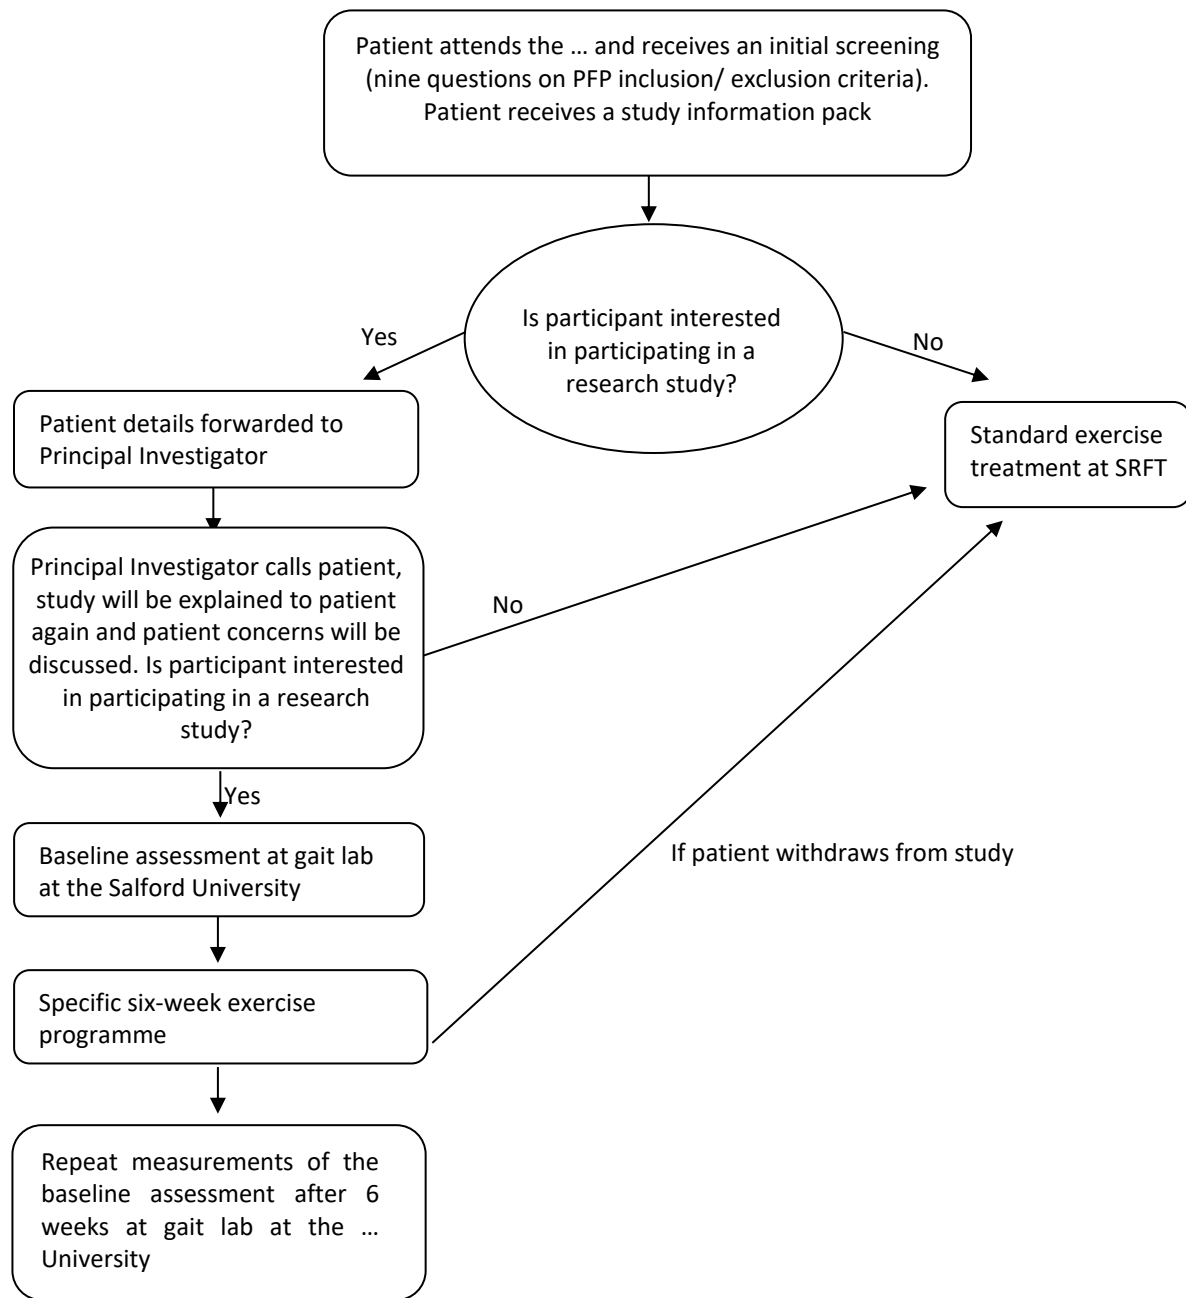 Patient attends the … and receives an initial screening
(nine questions on PFP inclusion/ exclusion criteria).
Patient receives a study information pack
Is participant interested
in participating in a
research study?
Yes
No
Patient details forwarded to
Principal Investigator
Standard exercise
treatment at SRFT
Principal Investigator calls patient,
study will be explained to patient
again and patient concerns will be
discussed. Is participant interested
in participating in a research
study?
No
Yes
Baseline assessment at gait lab
at the Salford University
If patient withdraws from study
Specific six-week exercise
programme
Repeat measurements of the
baseline assessment after 6
weeks at gait lab at the …
University